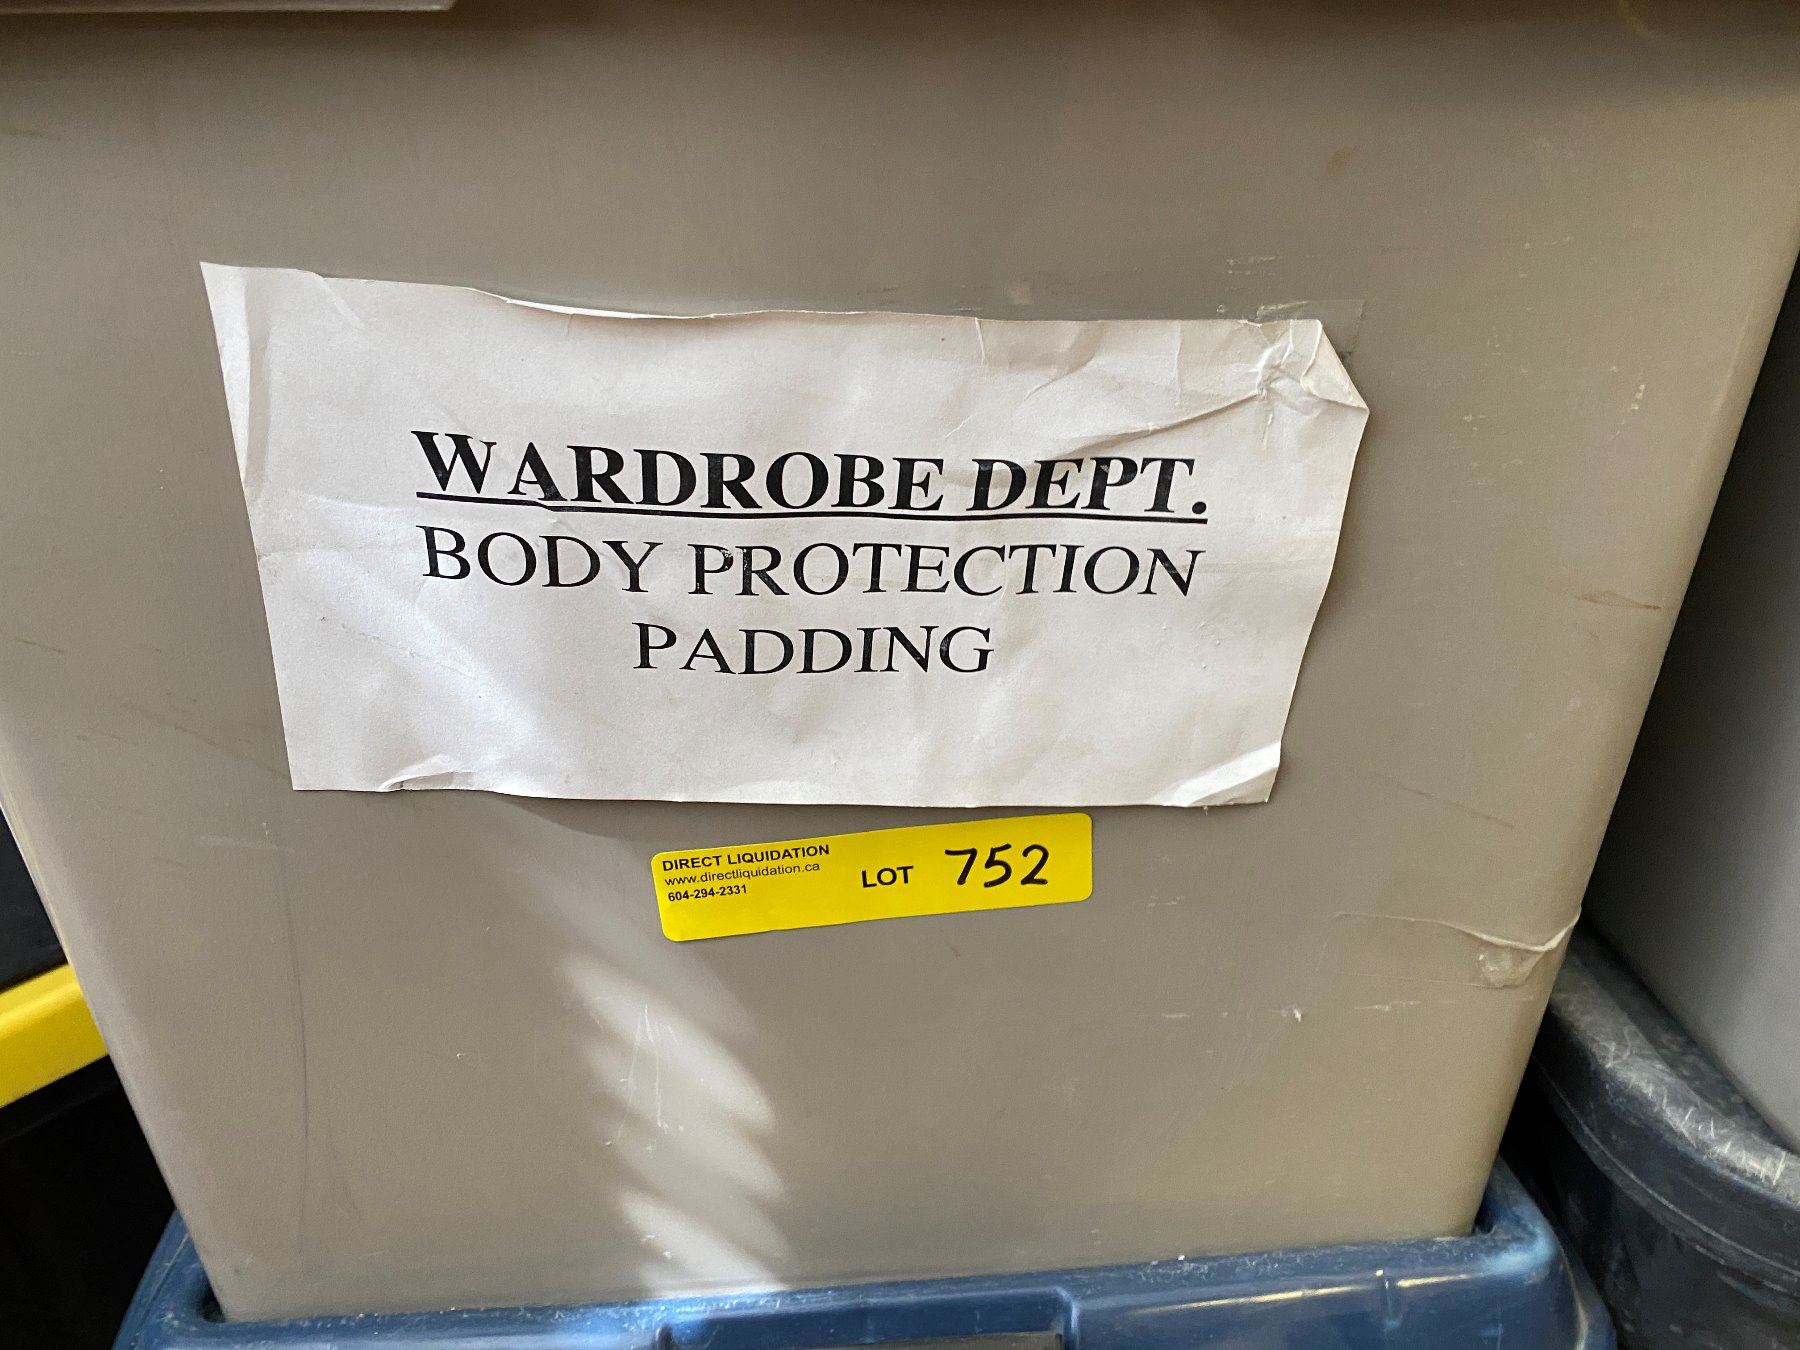 WARDROBE DEPT.
BODY PROTECTION
PADDING
DIRECT LIQUIDATION
www.directliquidation.ca
604-294-2331
LOT 752